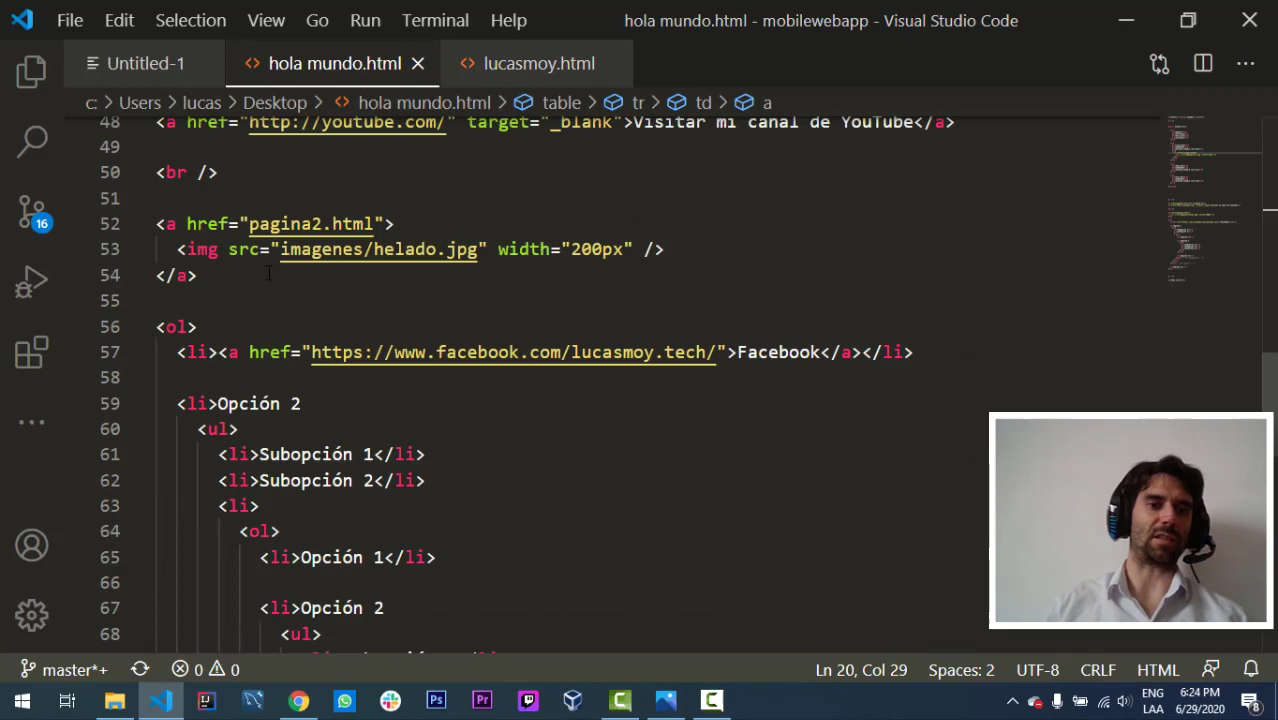 File Edit Selection View Go Run Terminal Help hola mundo.html - mobilewebapp - Visual Studio Code
Untitled-1 hola mundo.html lucasmoy.html
c: > Users > lucas > Desktop > hola mundo.html > table > tr > td > a
48 <a href="http://youtube.com/" target="_blank">Visitar mi canal de YouTube</a>
49
50 <br />
51
52 <a href="pagina2.html">
53 <img src="imagenes/helado.jpg" width="200px" />
54 </a>
55
56 <ol>
57 <li><a href="https://www.facebook.com/lucasmoy.tech/">Facebook</a></li>
58
59 <li>Opción 2
60 <ul>
61 <li>Subopción 1</li>
62 <li>Subopción 2</li>
63 <li>
64 <ol>
65 <li>Opción 1</li>
66
67 <li>Opción 2
68 <ul>
16
master*+ 0 0 Ln 20, Col 29 Spaces: 2 UTF-8 CRLF HTML
Ps Pr ENG 6:24 PM
LAA 6/29/2020 8